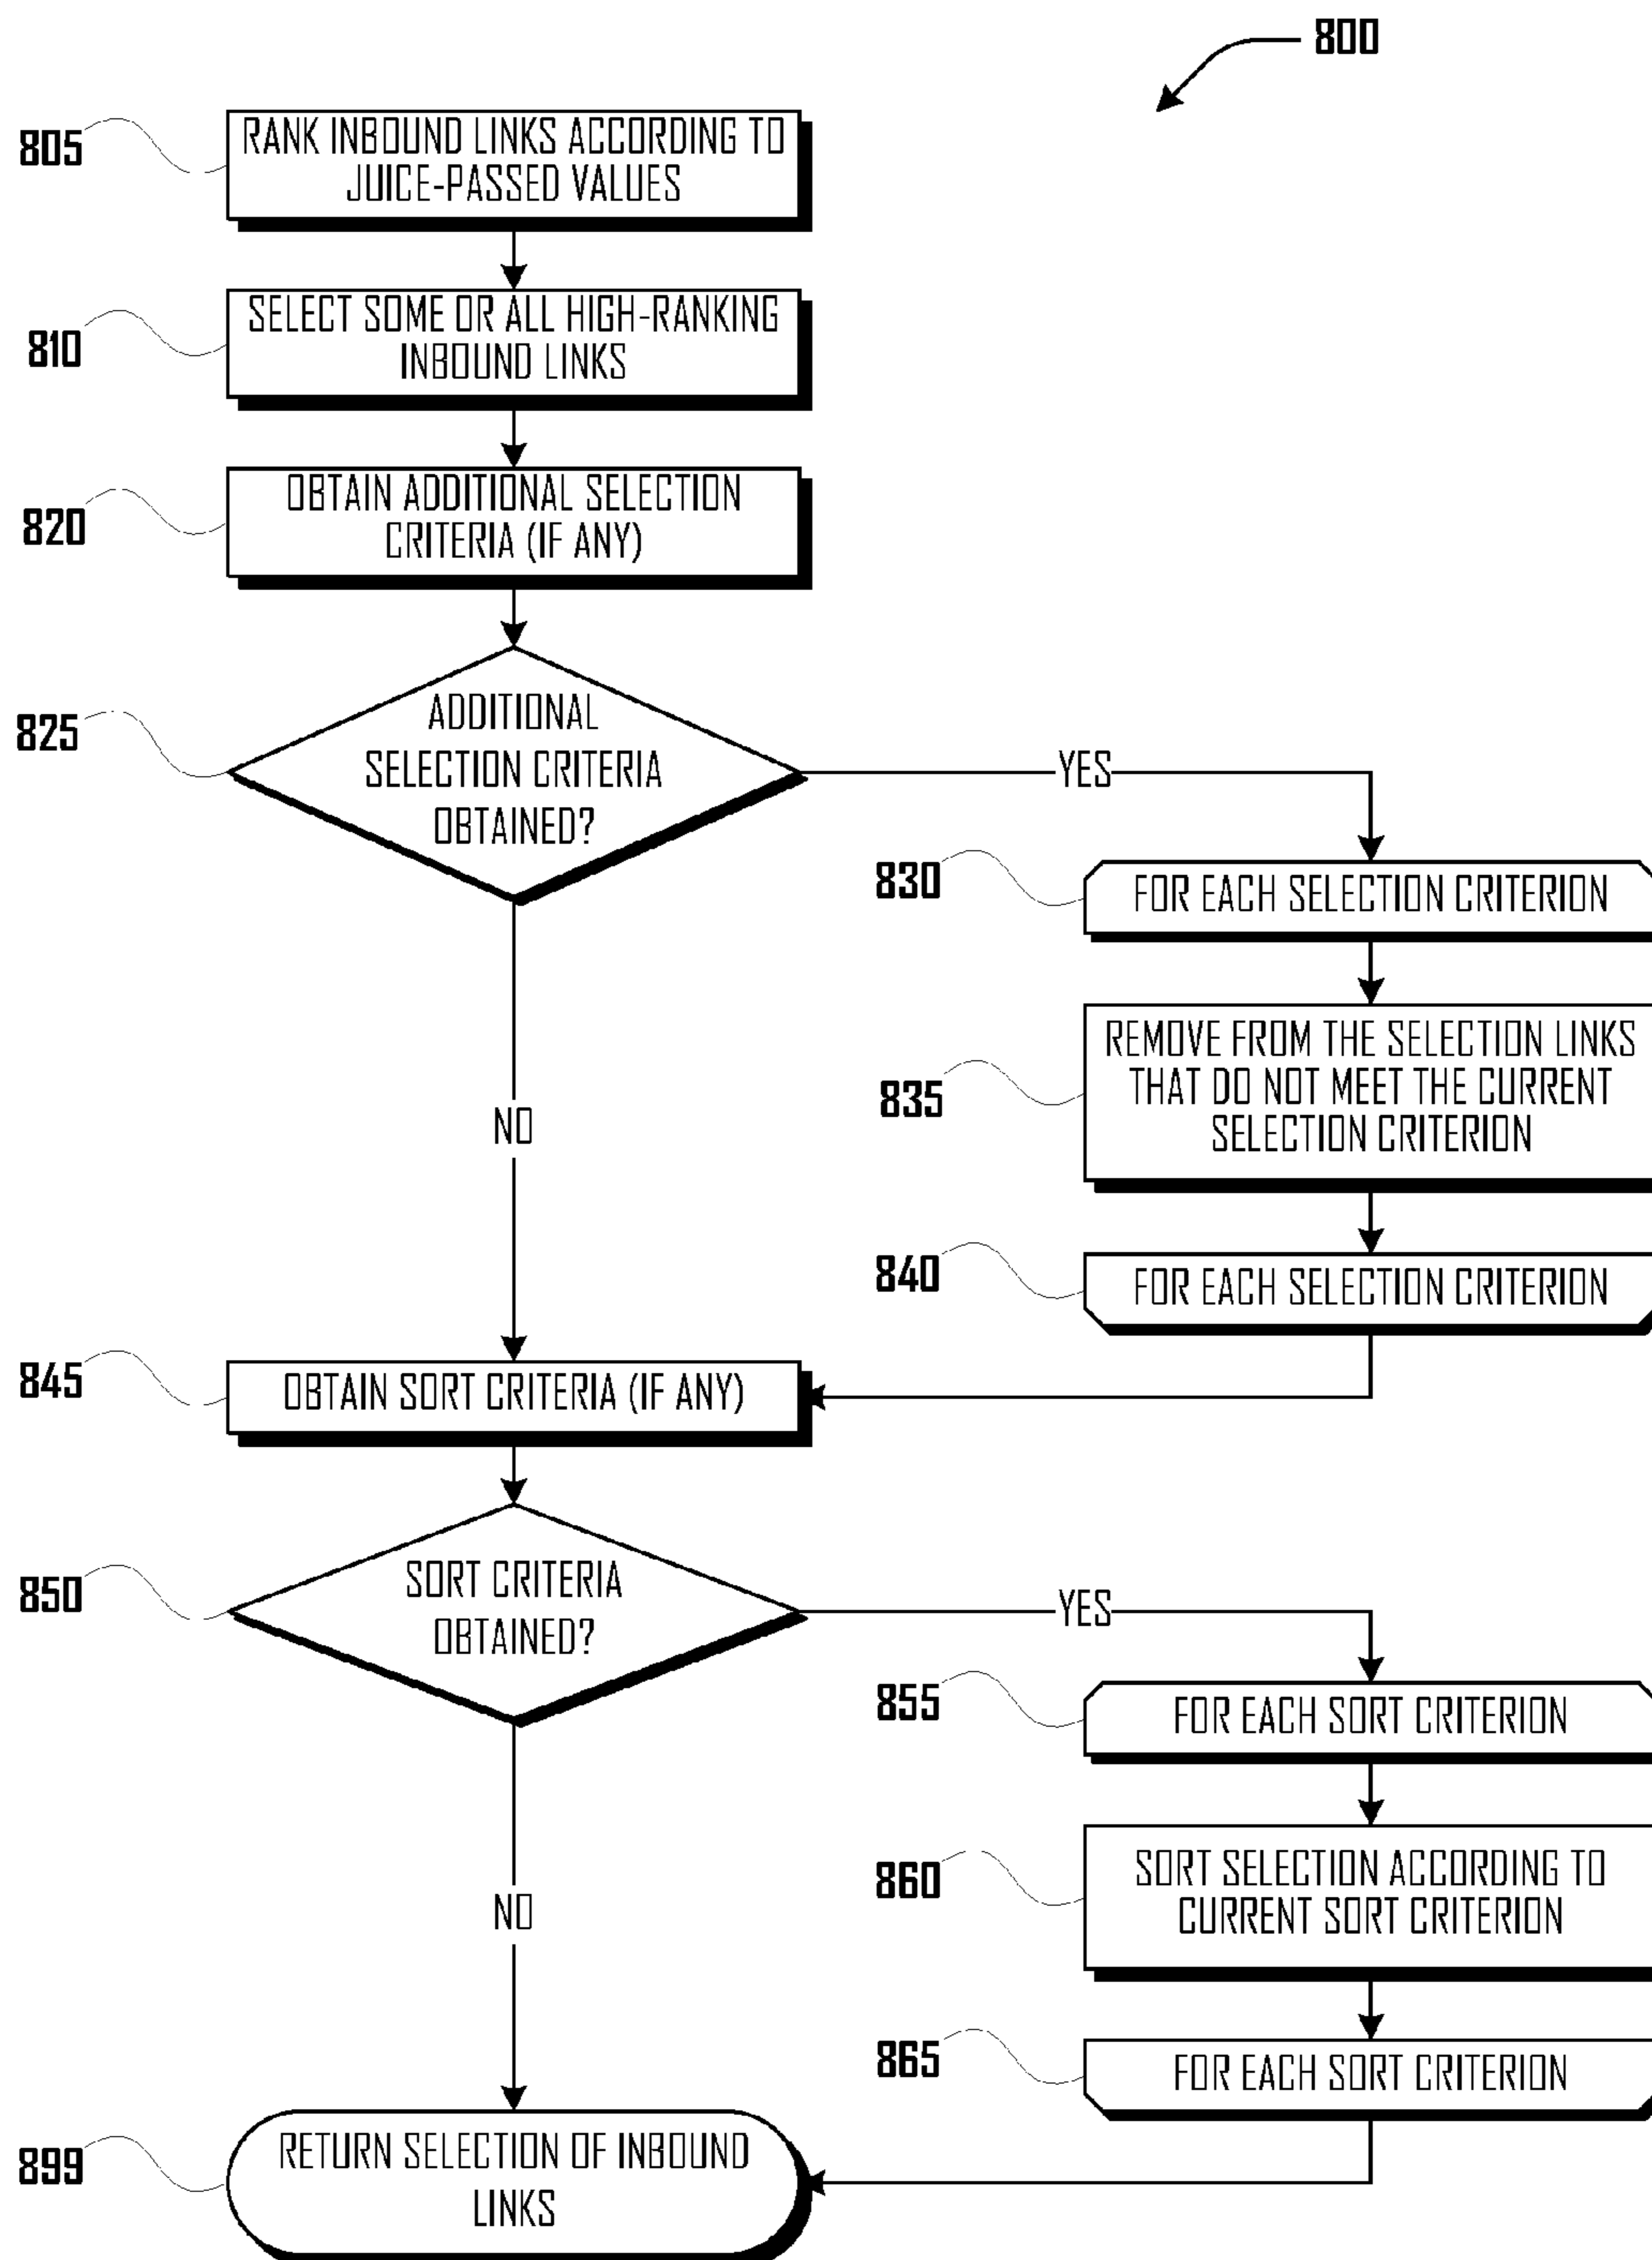 800
805
RANK INBOUND LINKS ACCORDING TO
JUICE-PASSED VALUES
810
SELECT SOME OR ALL HIGH-RANKING
INBOUND LINKS
820
OBTAIN ADDITIONAL SELECTION
CRITERIA (IF ANY)
825
ADDITIONAL
SELECTION CRITERIA
OBTAINED?
YES
830
FOR EACH SELECTION CRITERION
835
REMOVE FROM THE SELECTION LINKS
THAT DO NOT MEET THE CURRENT
SELECTION CRITERION
NO
840
FOR EACH SELECTION CRITERION
845
OBTAIN SORT CRITERIA (IF ANY)
850
SORT CRITERIA
OBTAINED?
YES
855
FOR EACH SORT CRITERION
860
SORT SELECTION ACCORDING TO
CURRENT SORT CRITERION
NO
865
FOR EACH SORT CRITERION
899
RETURN SELECTION OF INBOUND
LINKS